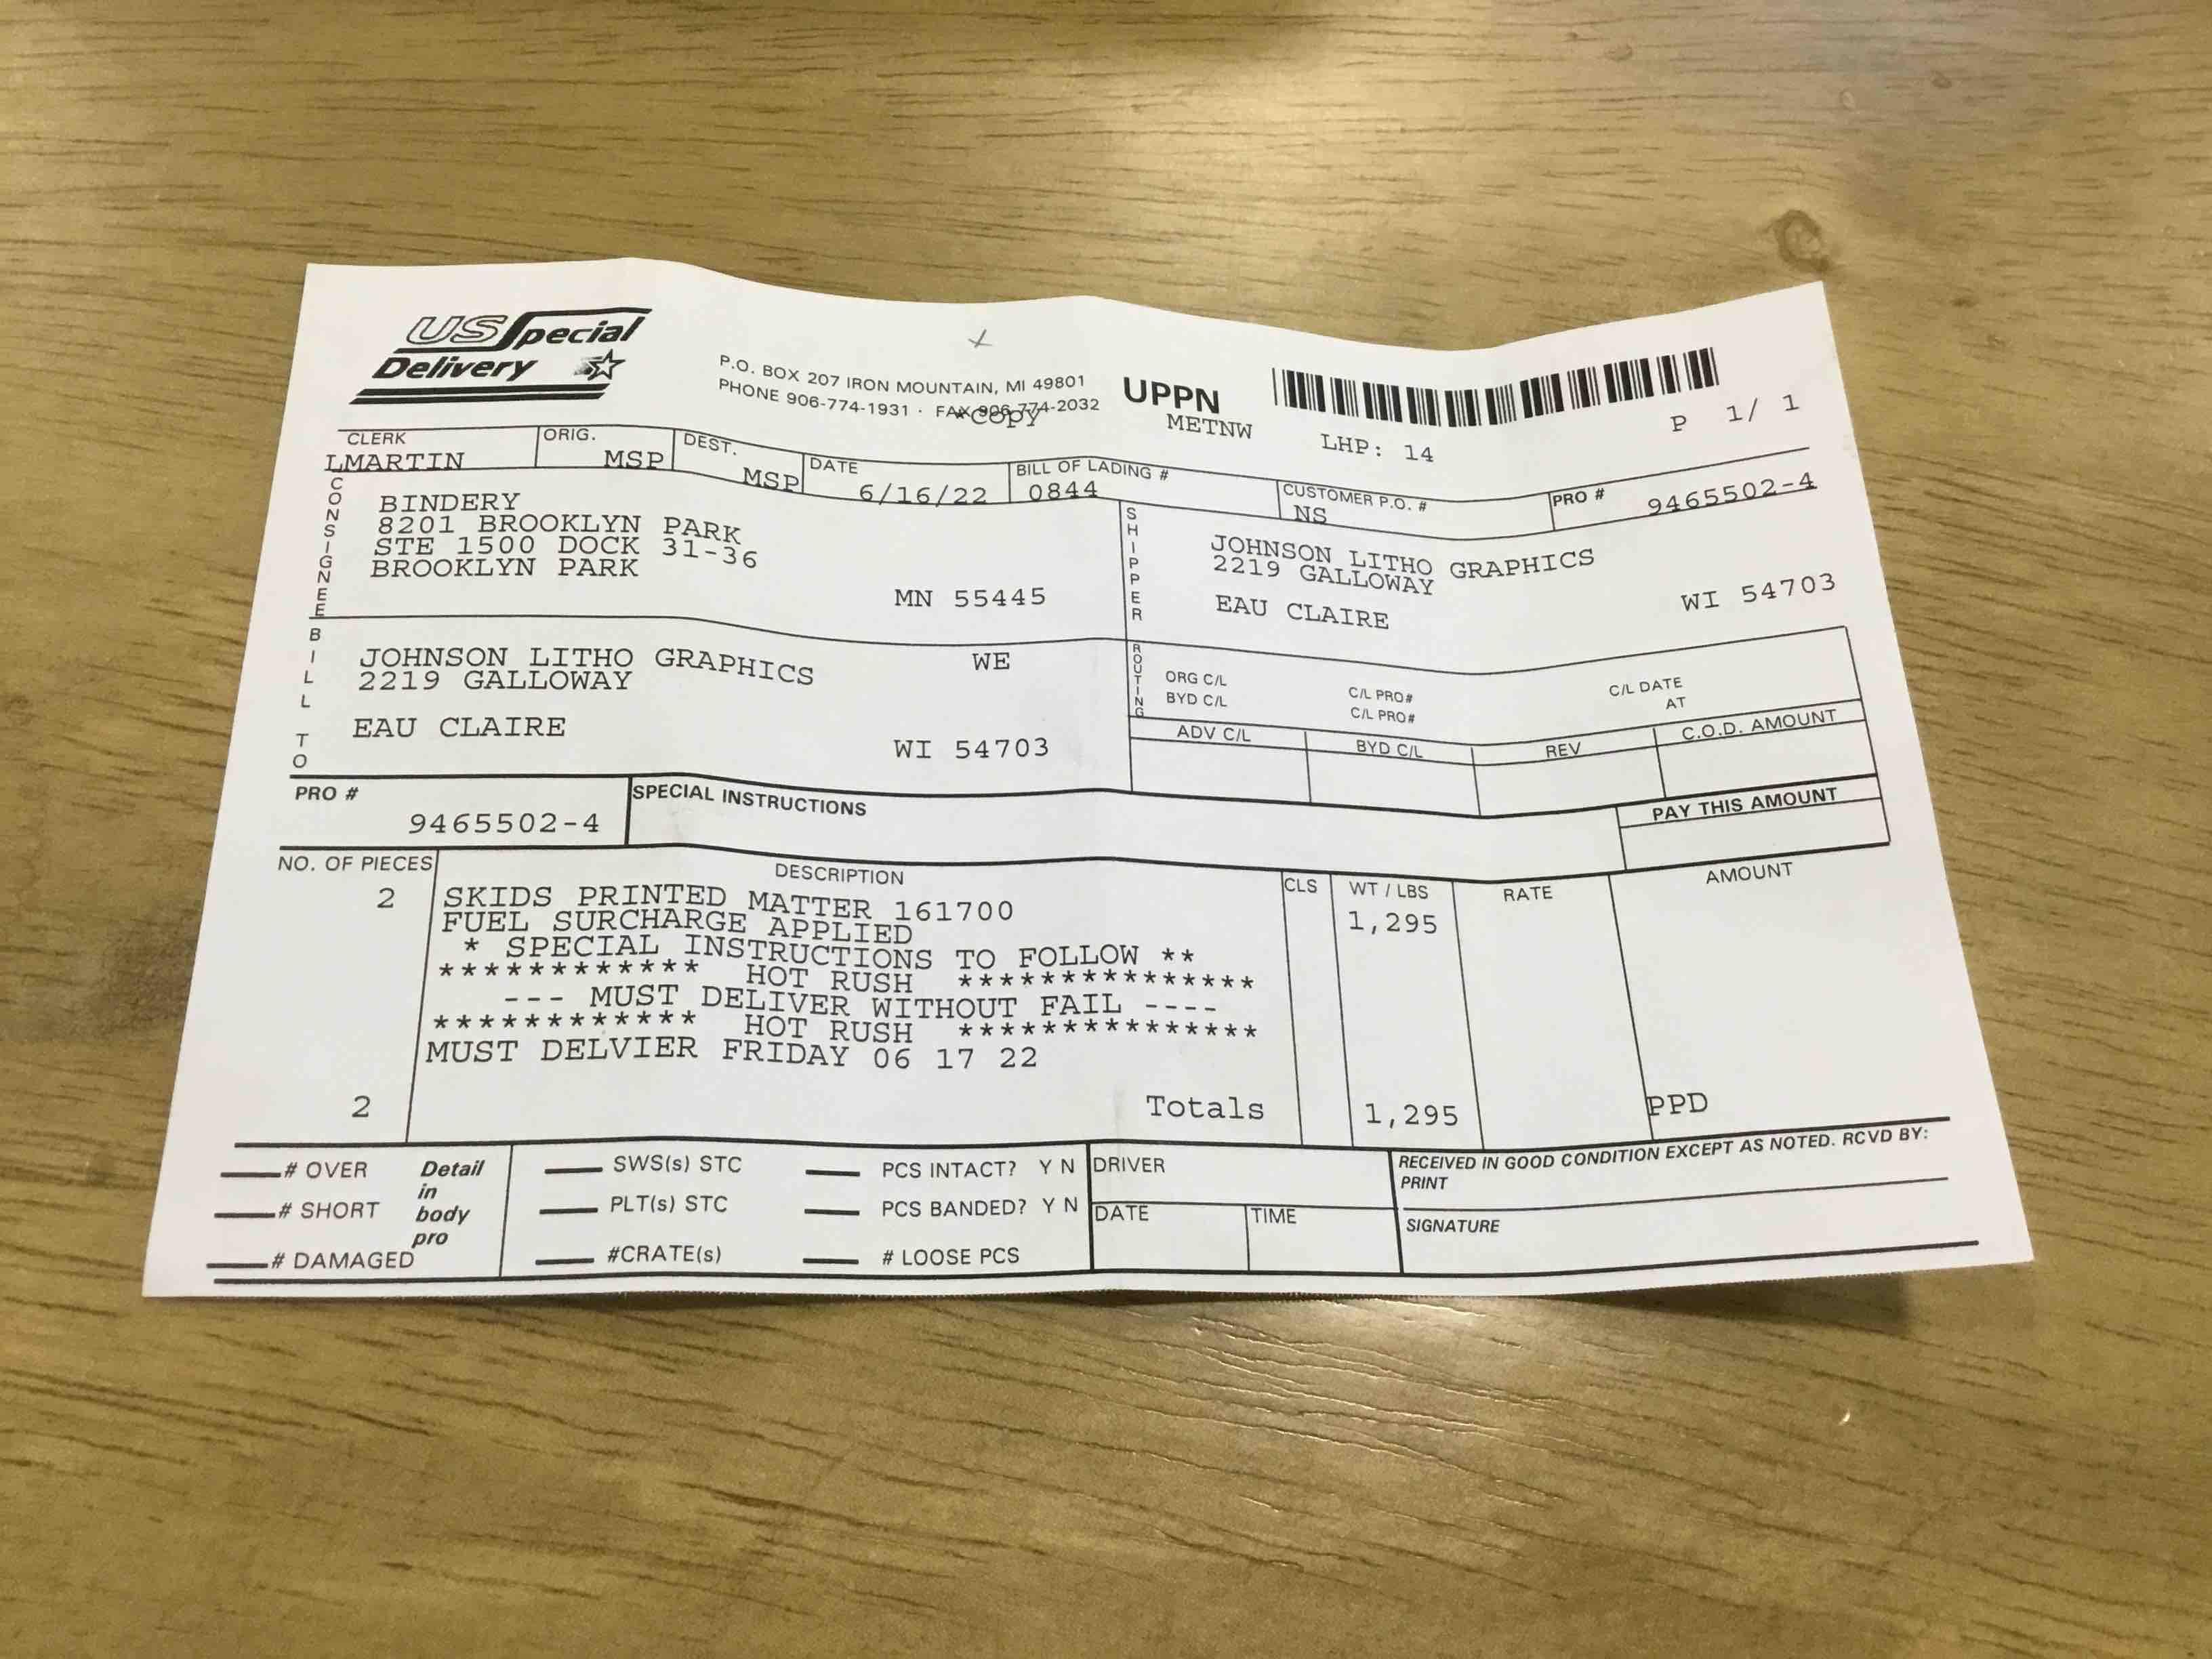 US Special
Delivery
P.O. BOX 207 IRON MOUNTAIN, MI 49801
PHONE 906-774-1931 · FAX 906-774-2032
*Copy
UPPN
METNW
LHP: 14
P 1/ 1
CLERK
LMARTIN
ORIG.
MSP
DEST.
MSP
DATE
6/16/22
BILL OF LADING #
0844
CUSTOMER P.O. #
NS
PRO # 9465502-4
CONSIGNEE
BINDERY
8201 BROOKLYN PARK
STE 1500 DOCK 31-36
BROOKLYN PARK
MN 55445
SHIPPER
JOHNSON LITHO GRAPHICS
2219 GALLOWAY
EAU CLAIRE
WI 54703
BILL TO
JOHNSON LITHO GRAPHICS WE
2219 GALLOWAY
EAU CLAIRE
WI 54703
ROUTING
ORG C/L C/L PRO# C/L DATE
BYD C/L C/L PRO# AT
ADV C/L BYD C/L REV C.O.D. AMOUNT
PRO #
9465502-4
SPECIAL INSTRUCTIONS
PAY THIS AMOUNT
NO. OF PIECES DESCRIPTION CLS WT / LBS RATE AMOUNT
2 SKIDS PRINTED MATTER 161700 1,295
FUEL SURCHARGE APPLIED
* SPECIAL INSTRUCTIONS TO FOLLOW **
************ HOT RUSH ***************
--- MUST DELIVER WITHOUT FAIL ----
************ HOT RUSH ***************
MUST DELVIER FRIDAY 06 17 22
2 Totals 1,295 PPD
# OVER
# SHORT
# DAMAGED
Detail
in
body
pro
SWS(s) STC
PLT(s) STC
#CRATE(s)
PCS INTACT? Y N
PCS BANDED? Y N
# LOOSE PCS
DRIVER
DATE
TIME
RECEIVED IN GOOD CONDITION EXCEPT AS NOTED. RCVD BY:
PRINT
SIGNATURE